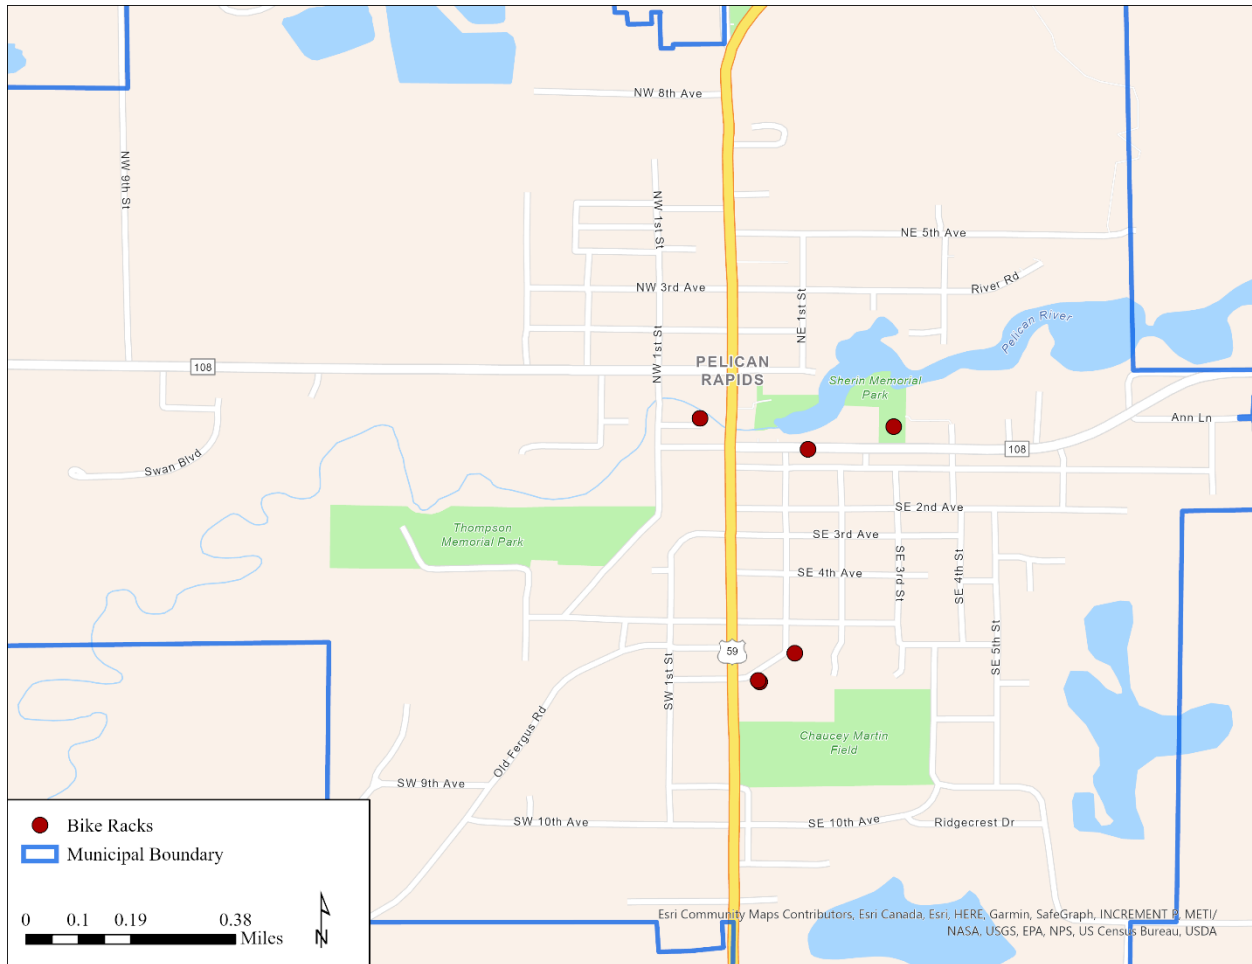 NW 8th Ave
NW 9th St
NW 1st St
NE 5th Ave
River Rd
NW 3rd Ave
NE 1st St
Pelican River
NW 1st St
PELICAN
RAPIDS
108
Sherin Memorial
Park
Ann Ln
108
Swan Blvd
SE 2nd Ave
Thompson
Memorial Park
SE 3rd Ave
SE 4th Ave
SE 3rd St
SE 4th St
SE 5th St
59
SW 1st St
Old Fergus Rd
Chaucey Martin
Field
SW 9th Ave
SW 10th Ave
SE 10th Ave
Ridgecrest Dr
Bike Racks
Municipal Boundary
0 0.1 0.19 0.38
Miles
N
Esri Community Maps Contributors, Esri Canada, Esri, HERE, Garmin, SafeGraph, INCREMENT P, METI/
NASA, USGS, EPA, NPS, US Census Bureau, USDA